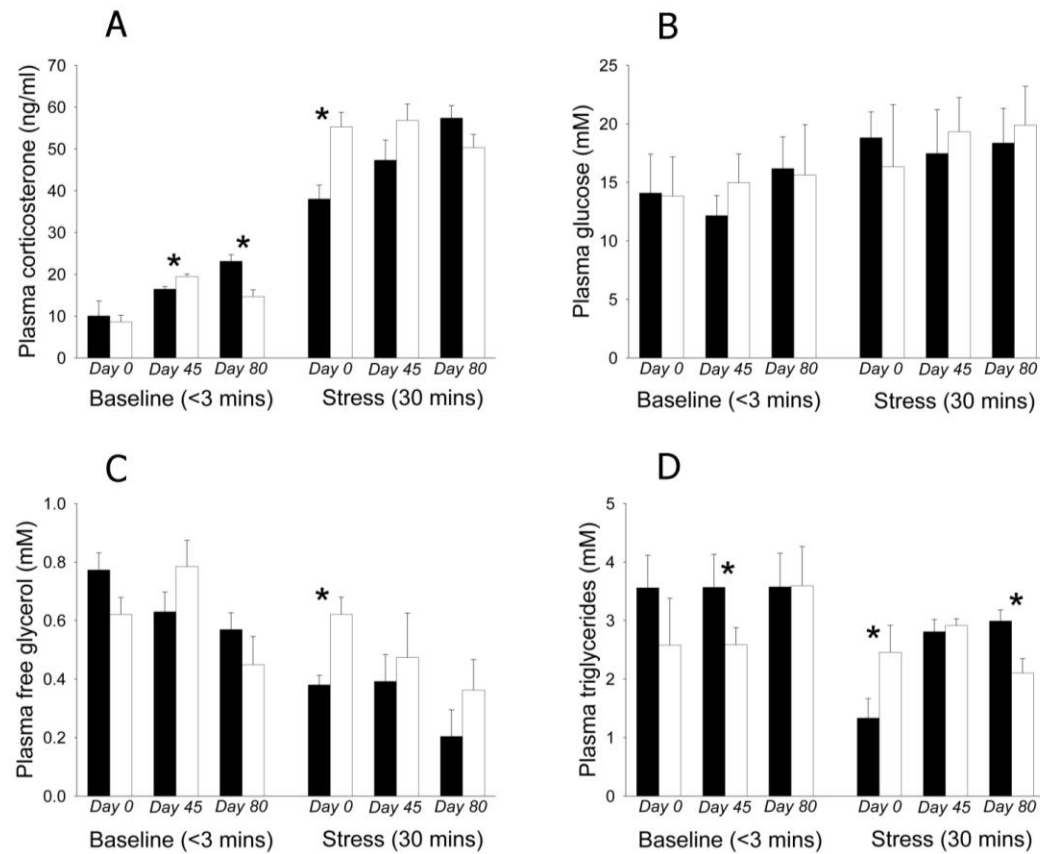 A
Plasma corticosterone (ng/ml)
70
60
50
40
30
20
10
0
*
*
*
Day 0 Day 45 Day 80 Day 0 Day 45 Day 80
Baseline (<3 mins) Stress (30 mins)
B
Plasma glucose (mM)
25
20
15
10
5
0
Day 0 Day 45 Day 80 Day 0 Day 45 Day 80
Baseline (<3 mins) Stress (30 mins)
C
Plasma free glycerol (mM)
1.0
0.8
0.6
0.4
0.2
0.0
*
Day 0 Day 45 Day 80 Day 0 Day 45 Day 80
Baseline (<3 mins) Stress (30 mins)
D
Plasma triglycerides (mM)
5
4
3
2
1
0
*
*
*
Day 0 Day 45 Day 80 Day 0 Day 45 Day 80
Baseline (<3 mins) Stress (30 mins)